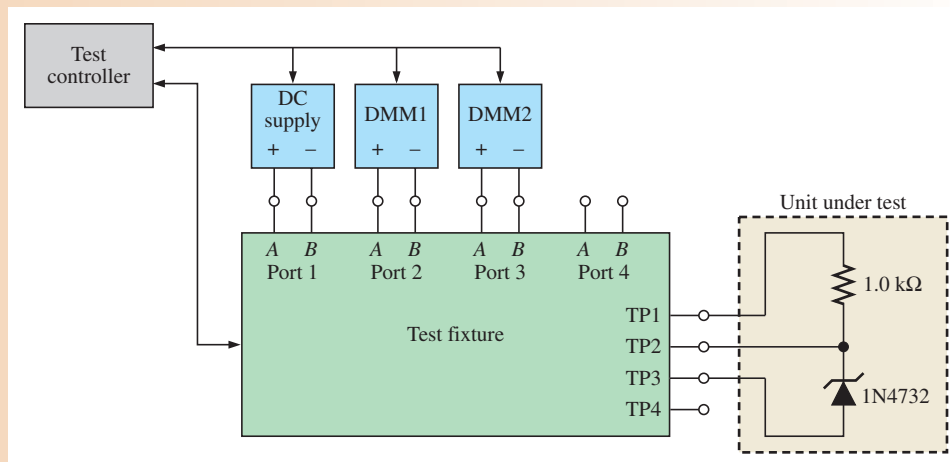 Test
controller
DC
supply
+ −
DMM1
+ −
DMM2
+ −
A B
Port 1
A B
Port 2
A B
Port 3
A B
Port 4
Test fixture
TP1
TP2
TP3
TP4
Unit under test
1.0 kΩ
1N4732